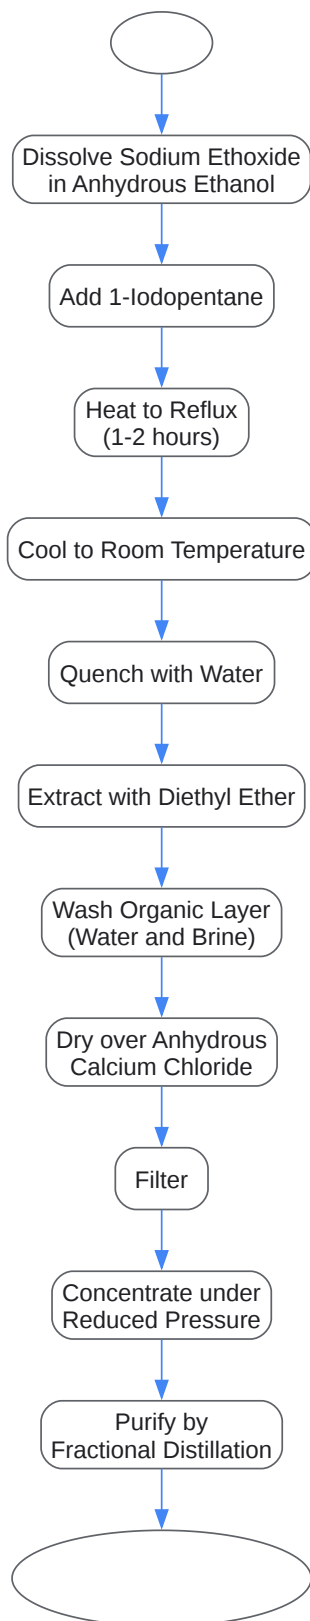 Dissolve Sodium Ethoxide
in Anhydrous Ethanol
Add 1-Iodopentane
Heat to Reflux
(1-2 hours)
Cool to Room Temperature
Quench with Water
Extract with Diethyl Ether
Wash Organic Layer
(Water and Brine)
Dry over Anhydrous
Calcium Chloride
Filter
Concentrate under
Reduced Pressure
Purify by
Fractional Distillation